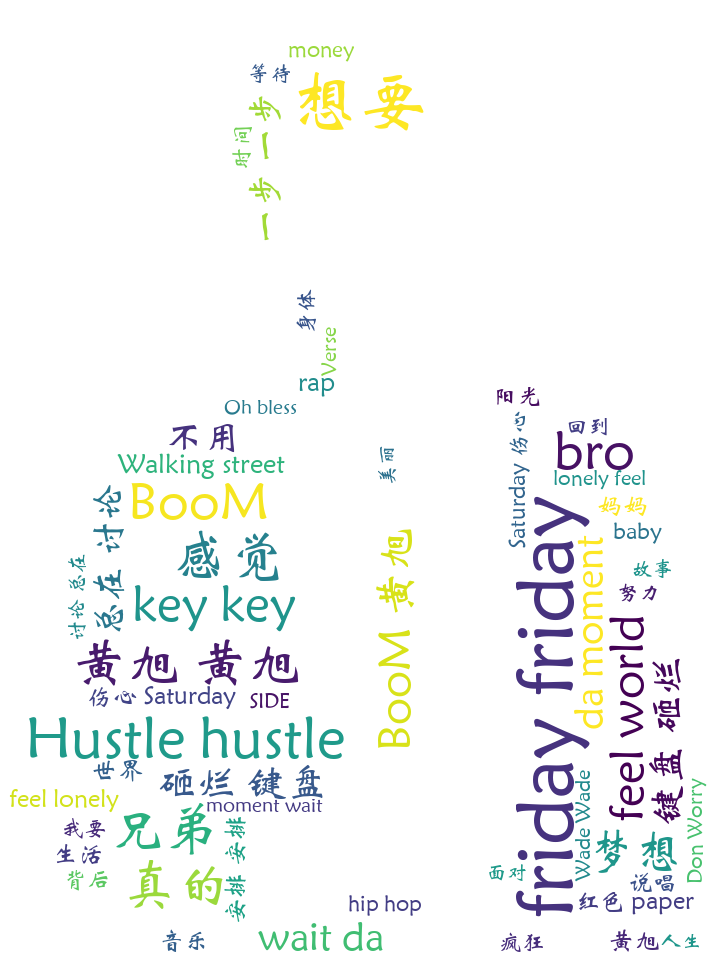 money
等待
想要
一步一步
时间
身体
Verse
rap
Oh bless
阳光
不用
Walking street
BooM
讨论
总在
感觉
key key
讨论 总在
黄旭 黄旭
伤心 Saturday
SIDE
Hustle hustle
世界
砸烂 键盘
feel lonely
moment wait
我要
兄弟
安排
安排
生活
背后
真的
hip hop
音乐
wait da
美丽
BooM 黄旭
Saturday 伤心
回到
bro
lonely feel
妈妈
baby
friday friday
da moment
故事
努力
feel world
键盘 砸烂
Wade Wade
Don Worry
梦想
面对
说唱
红色
paper
疯狂
黄旭
人生